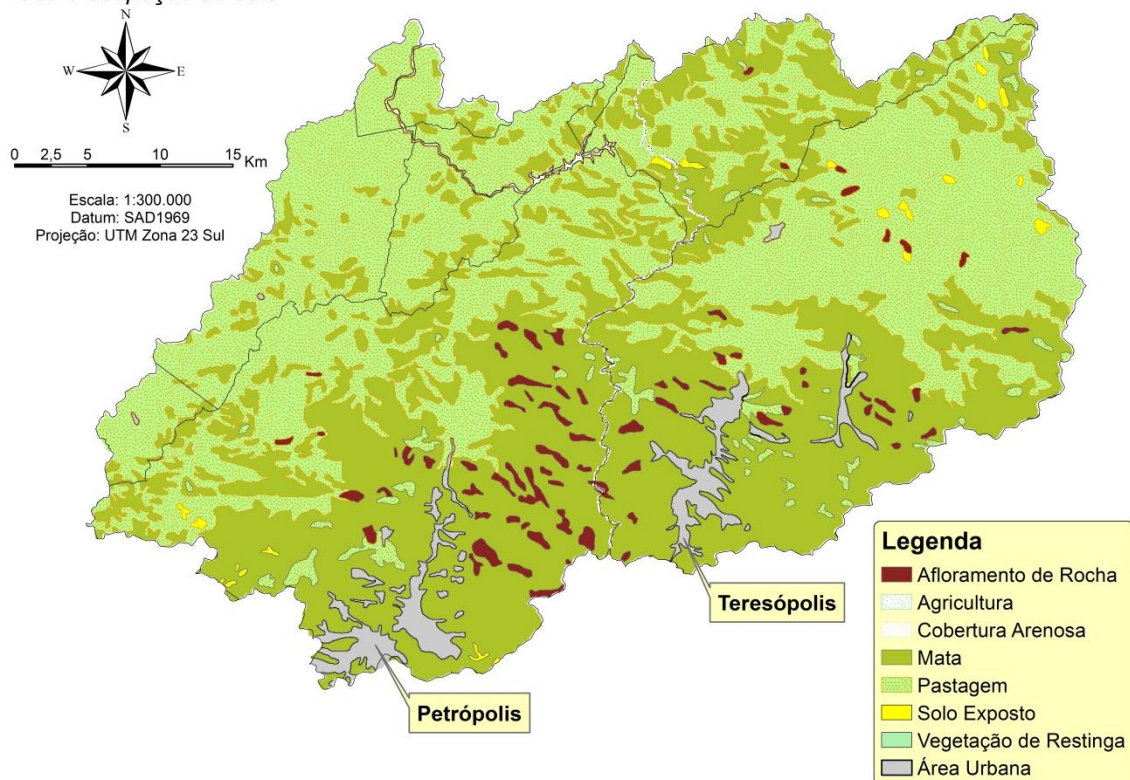 N
W E
S
0 2,5 5 10 15 Km
Escala: 1:300.000
Datum: SAD1969
Projeção: UTM Zona 23 Sul
Teresópolis
Petrópolis
Legenda
Afloramento de Rocha
Agricultura
Cobertura Arenosa
Mata
Pastagem
Solo Exposto
Vegetação de Restinga
Área Urbana